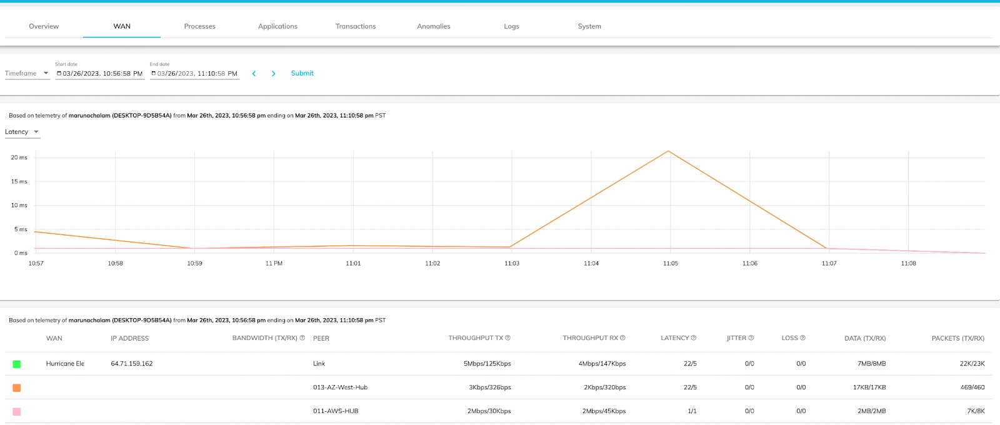 Overview WAN Processes Applications Transactions Anomalies Logs System
Start date End date
Timeframe 03/26/2023, 10:56:58 PM 03/26/2023, 11:10:58 PM < > Submit
Based on telemetry of marunachalam (DESKTOP-9D5B54A) from Mar 26th, 2023, 10:56:58 pm ending on Mar 26th, 2023, 11:10:58 pm PST
Latency
20 ms
15 ms
10 ms
5 ms
0 ms
10:57 10:58 10:59 11 PM 11:01 11:02 11:03 11:04 11:05 11:06 11:07 11:08
Based on telemetry of marunachalam (DESKTOP-9D5B54A) from Mar 26th, 2023, 10:56:58 pm ending on Mar 26th, 2023, 11:10:58 pm PST
WAN IP ADDRESS BANDWIDTH (TX/RX) PEER THROUGHPUT TX THROUGHPUT RX LATENCY JITTER LOSS DATA (TX/RX) PACKETS (TX/RX)
Hurricane Ele 64.71.159.162 Link 5Mbps/125Kbps 4Mbps/147Kbps 22/5 0/0 0/0 7MB/8MB 22K/23K
013-AZ-West-Hub 3Kbps/326bps 2Kbps/320bps 22/5 0/0 0/0 17KB/17KB 469/460
011-AWS-HUB 2Mbps/30Kbps 2Mbps/45Kbps 1/1 0/0 0/0 2MB/2MB 7K/8K